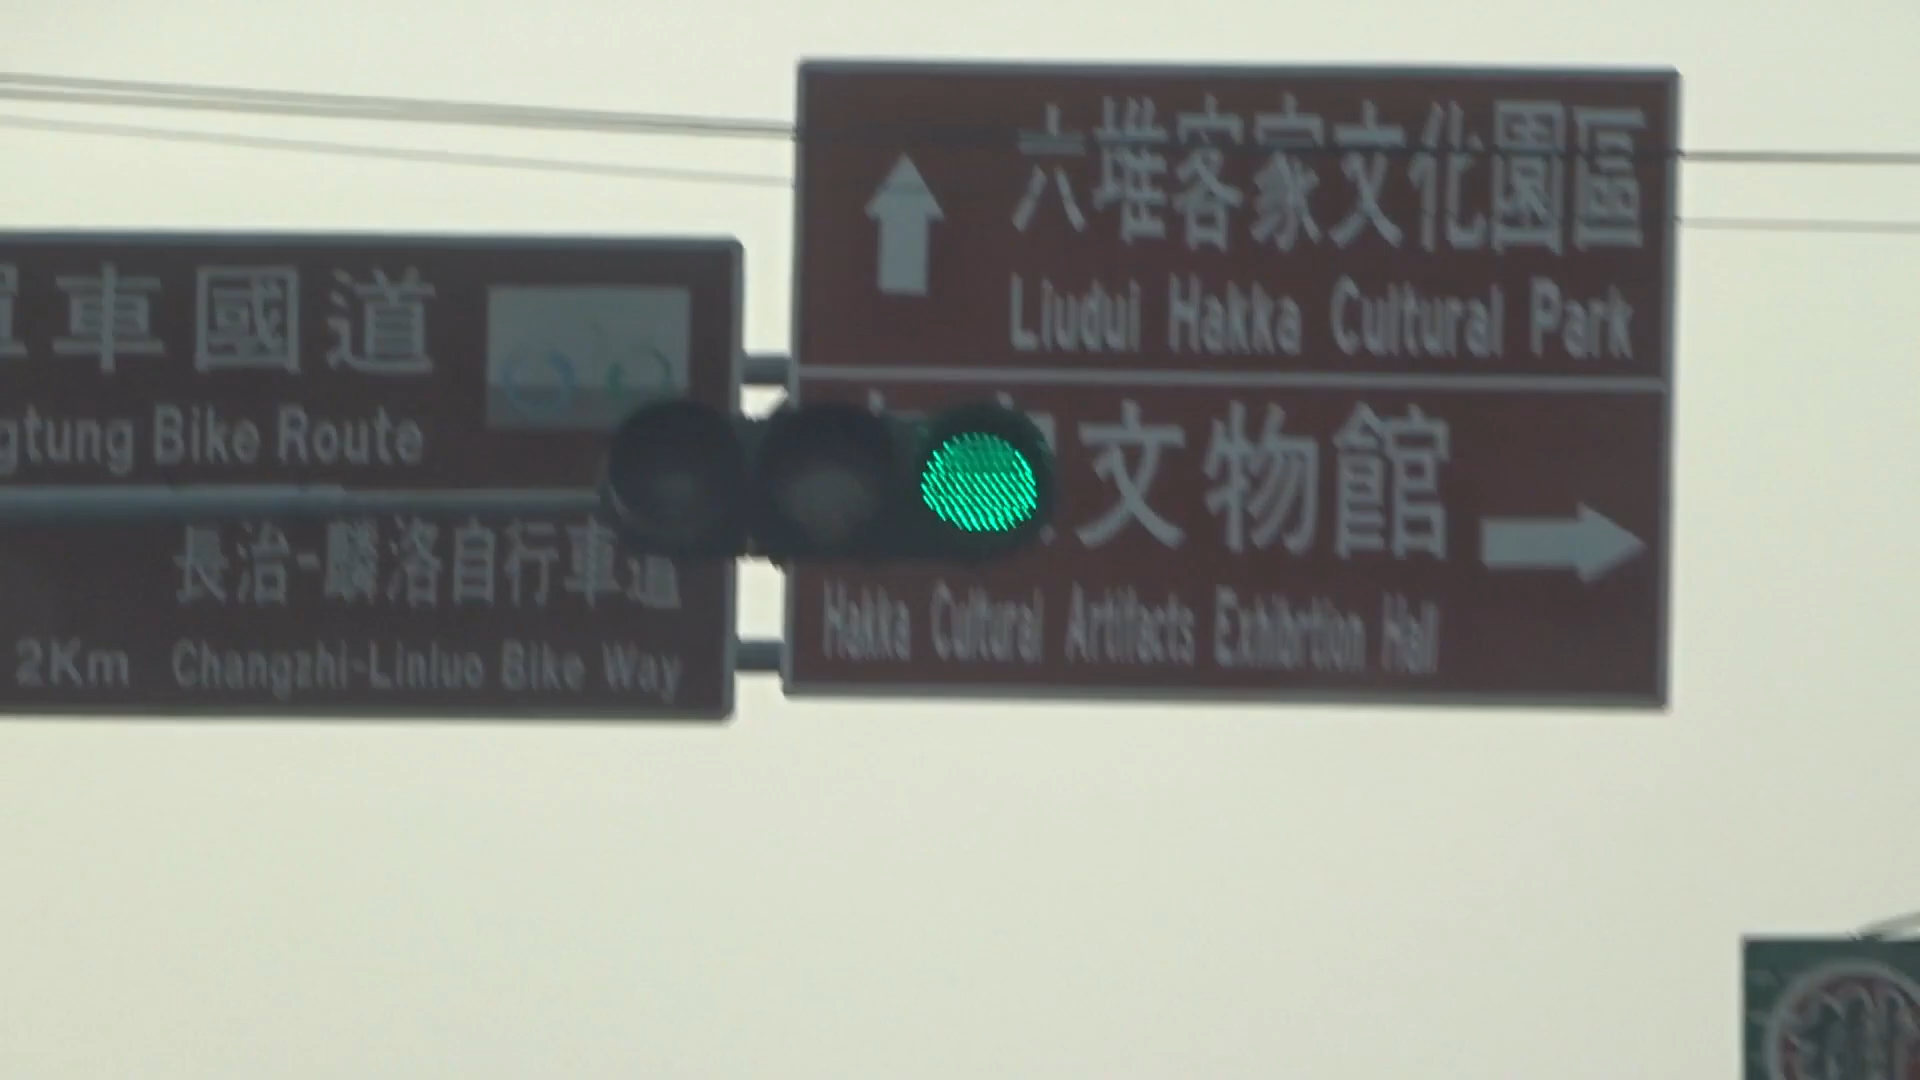 車國道
gtung Bike Route
長治-麟洛自行車道
2Km Changzhi-Linluo Bike Way
六堆客家文化園區
Liudui Hakka Cultural Park
文物館
Hakka Cultural Artifacts Exhibition Hall